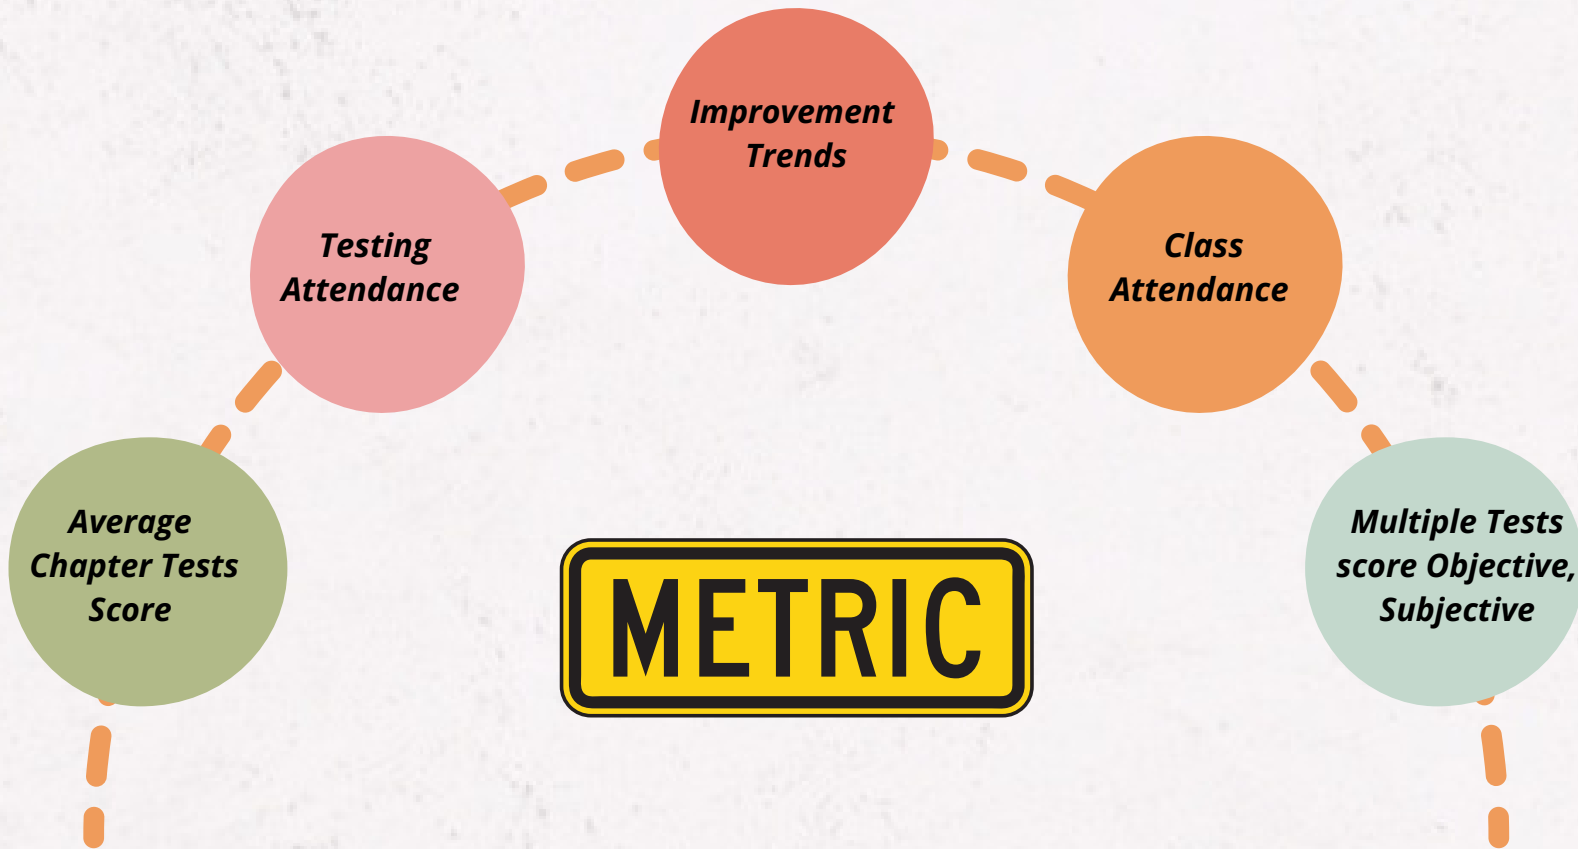 Improvement
Trends
Testing
Attendance
Class
Attendance
Average
Chapter Tests
Score
Multiple Tests
score Objective,
Subjective
METRIC